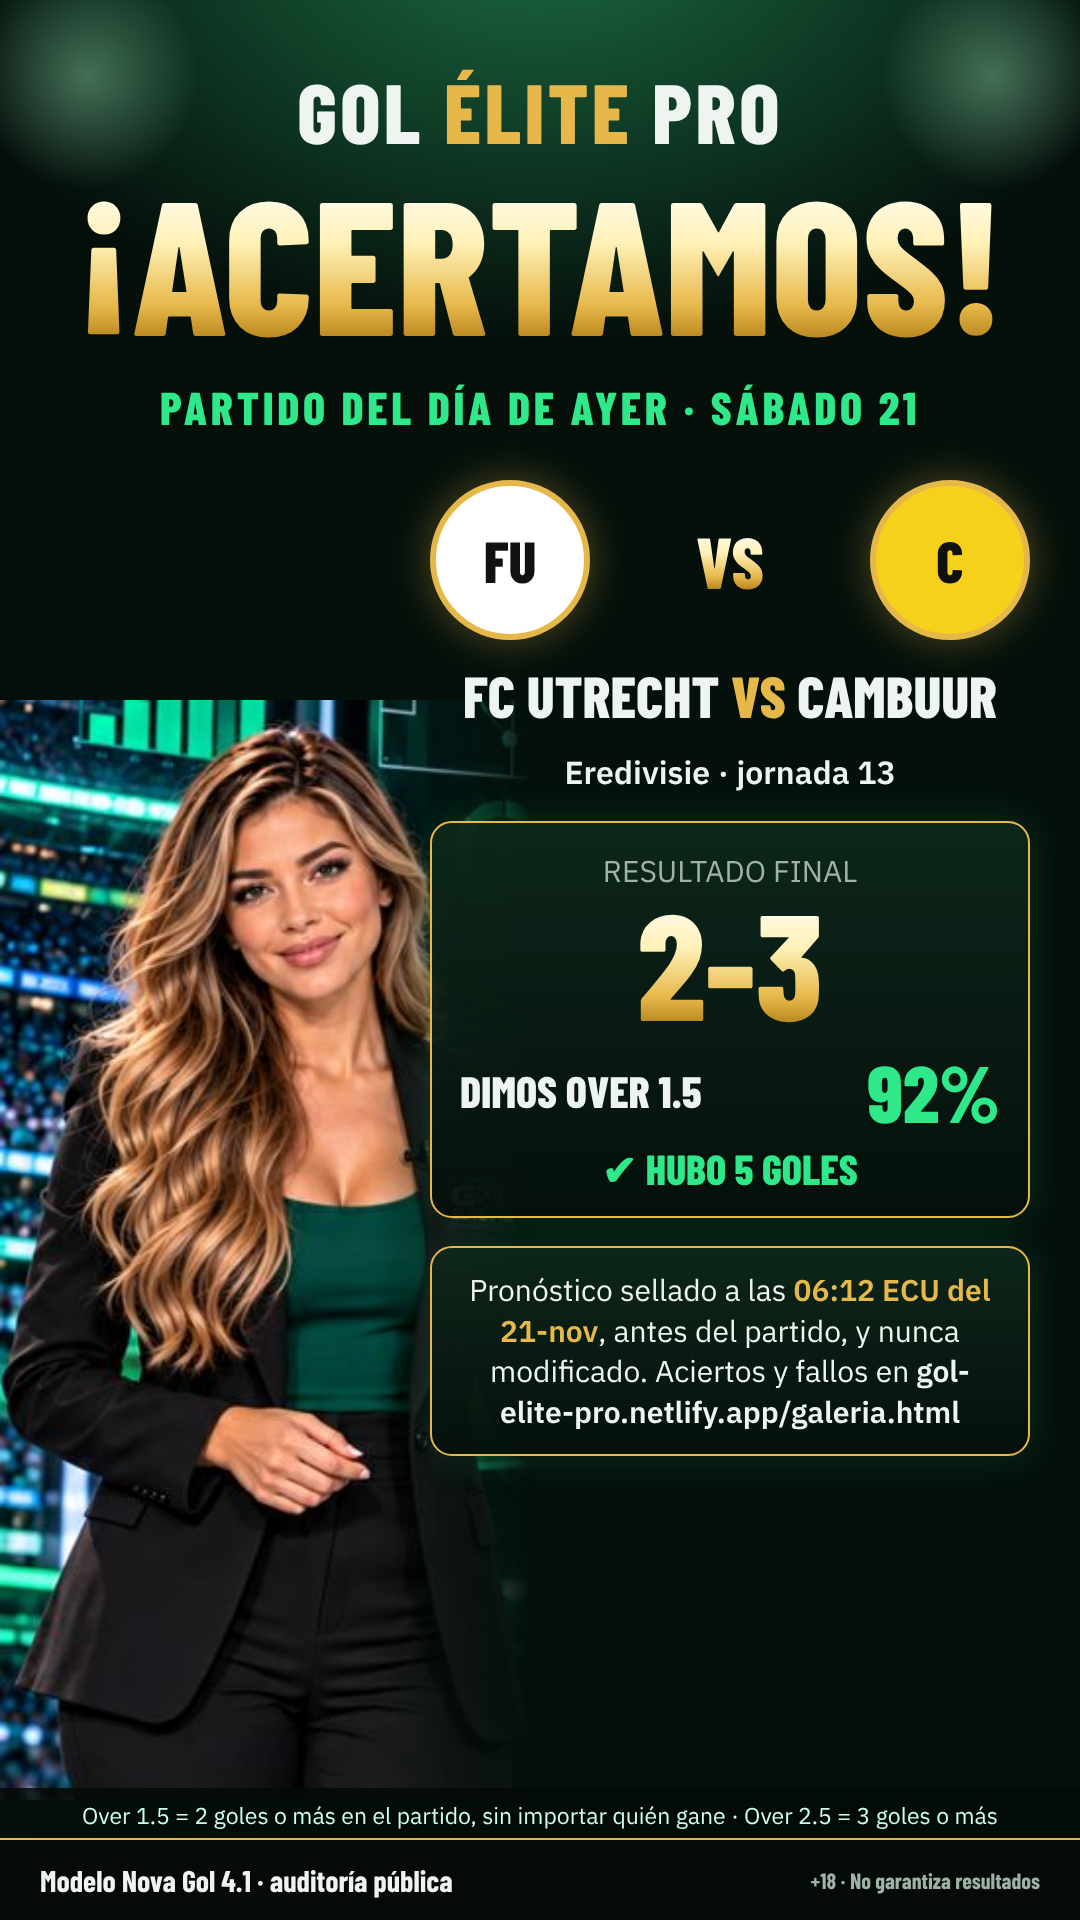 GOL ÉLITE PRO
¡ACERTAMOS!
PARTIDO DEL DÍA DE AYER · SÁBADO 21
FU VS C
FC UTRECHT VS CAMBUUR
Eredivisie · jornada 13
RESULTADO FINAL
2-3
DIMOS OVER 1.5 92%
✔ HUBO 5 GOLES
Pronóstico sellado a las 06:12 ECU del
21-nov, antes del partido, y nunca
modificado. Aciertos y fallos en gol-
elite-pro.netlify.app/galeria.html
Over 1.5 = 2 goles o más en el partido, sin importar quién gane · Over 2.5 = 3 goles o más
Modelo Nova Gol 4.1 · auditoría pública
+18 · No garantiza resultados